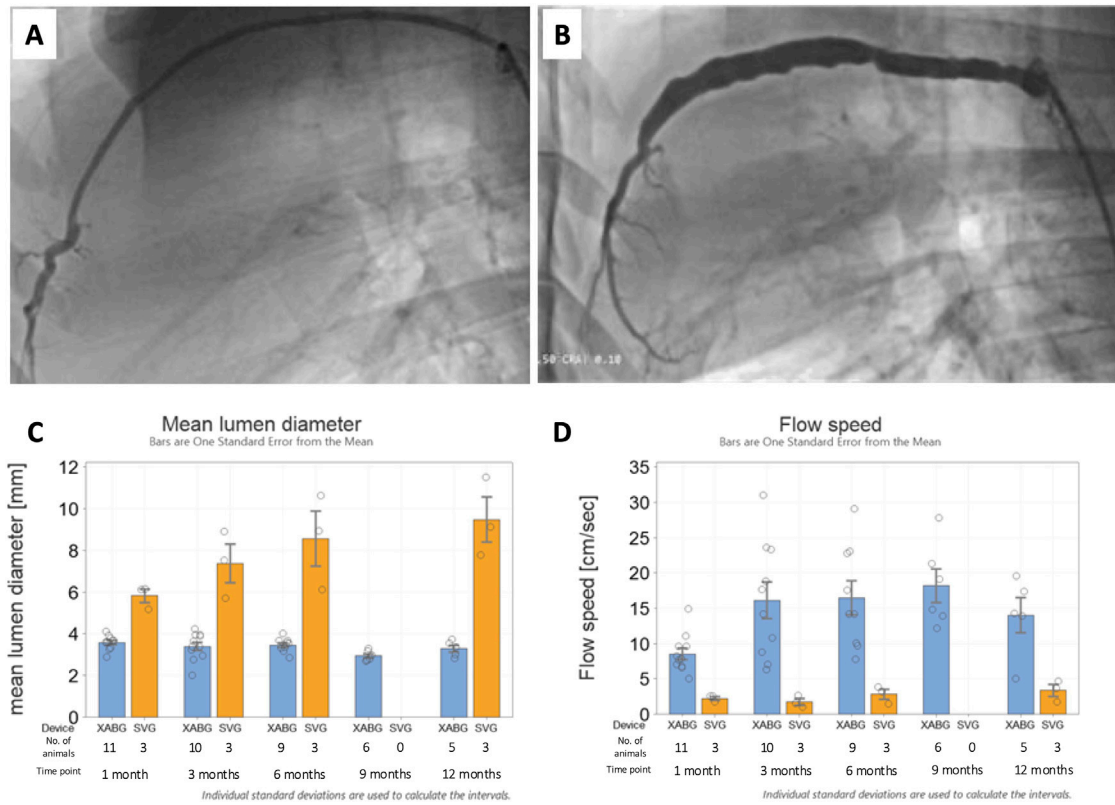 A
B
.50 CRA/ 0.10
C
Mean lumen diameter
Bars are One Standard Error from the Mean
mean lumen diameter [mm]
12
10
8
6
4
2
0
Device XABG SVG XABG SVG XABG SVG XABG SVG XABG SVG
No. of animals 11 3 10 3 9 3 6 0 5 3
Time point 1 month 3 months 6 months 9 months 12 months
Individual standard deviations are used to calculate the intervals.
D
Flow speed
Bars are One Standard Error from the Mean
Flow speed [cm/sec]
35
30
25
20
15
10
5
0
Device XABG SVG XABG SVG XABG SVG XABG SVG XABG SVG
No. of animals 11 3 10 3 9 3 6 0 5 3
Time point 1 month 3 months 6 months 9 months 12 months
Individual standard deviations are used to calculate the intervals.